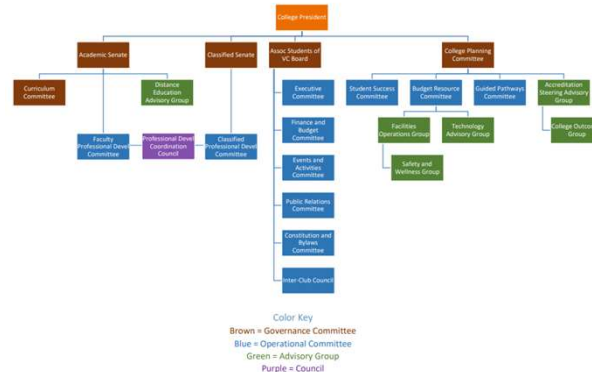 College President
Academic Senate
Classified Senate
Assoc Students of
VC Board
College Planning
Committee
Curriculum
Committee
Distance
Education
Advisory Group
Executive
Committee
Student Success
Committee
Budget Resource
Committee
Guided Pathways
Committee
Accreditation
Steering Advisory
Group
Faculty
Professional Devel
Committee
Professional Devel
Coordination
Council
Classified
Professional Devel
Committee
Finance and
Budget
Committee
Facilities
Operations Group
Technology
Advisory Group
College Outcomes
Group
Events and
Activities
Committee
Safety and
Wellness Group
Public Relations
Committee
Constitution and
Bylaws
Committee
Inter-Club Council
Color Key
Brown = Governance Committee
Blue = Operational Committee
Green = Advisory Group
Purple = Council